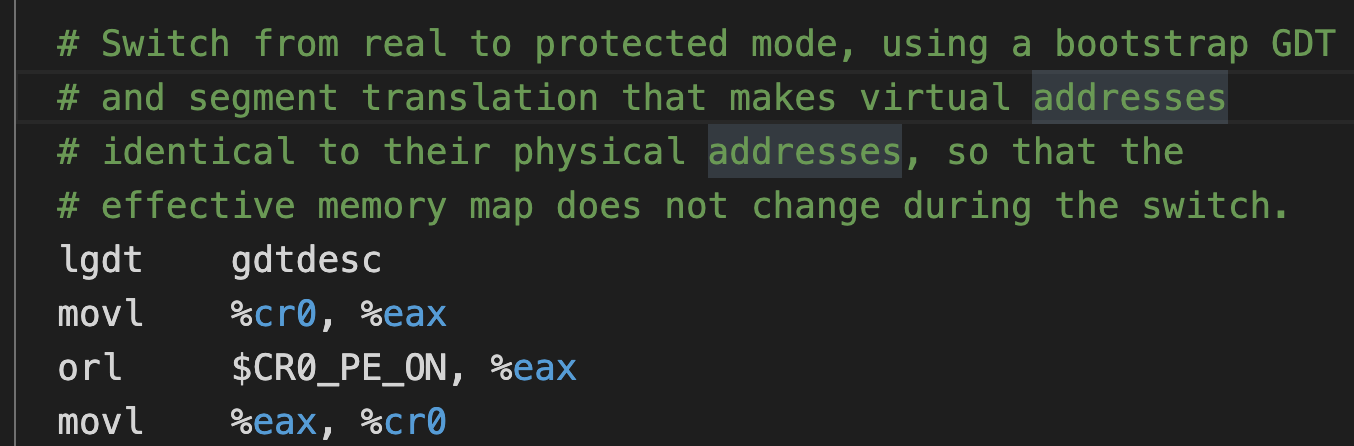 # Switch from real to protected mode, using a bootstrap GDT
# and segment translation that makes virtual addresses
# identical to their physical addresses, so that the
# effective memory map does not change during the switch.
lgdt    gdtdesc
movl    %cr0, %eax
orl     $CR0_PE_ON, %eax
movl    %eax, %cr0